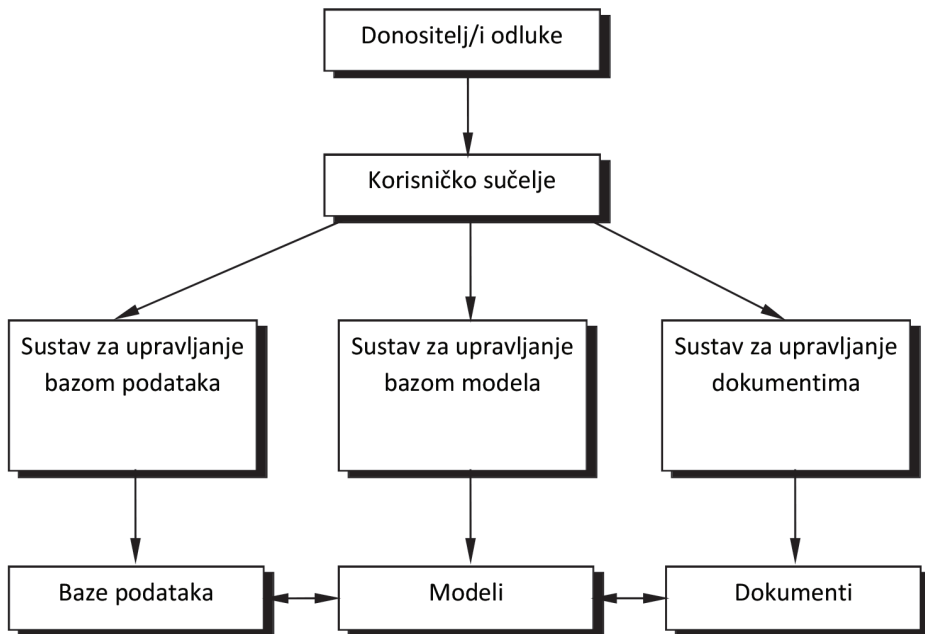 Donositelj/i odluke
Korisničko sučelje
Sustav za upravljanje
bazom podataka
Sustav za upravljanje
bazom modela
Sustav za upravljanje
dokumentima
Baze podataka
Modeli
Dokumenti